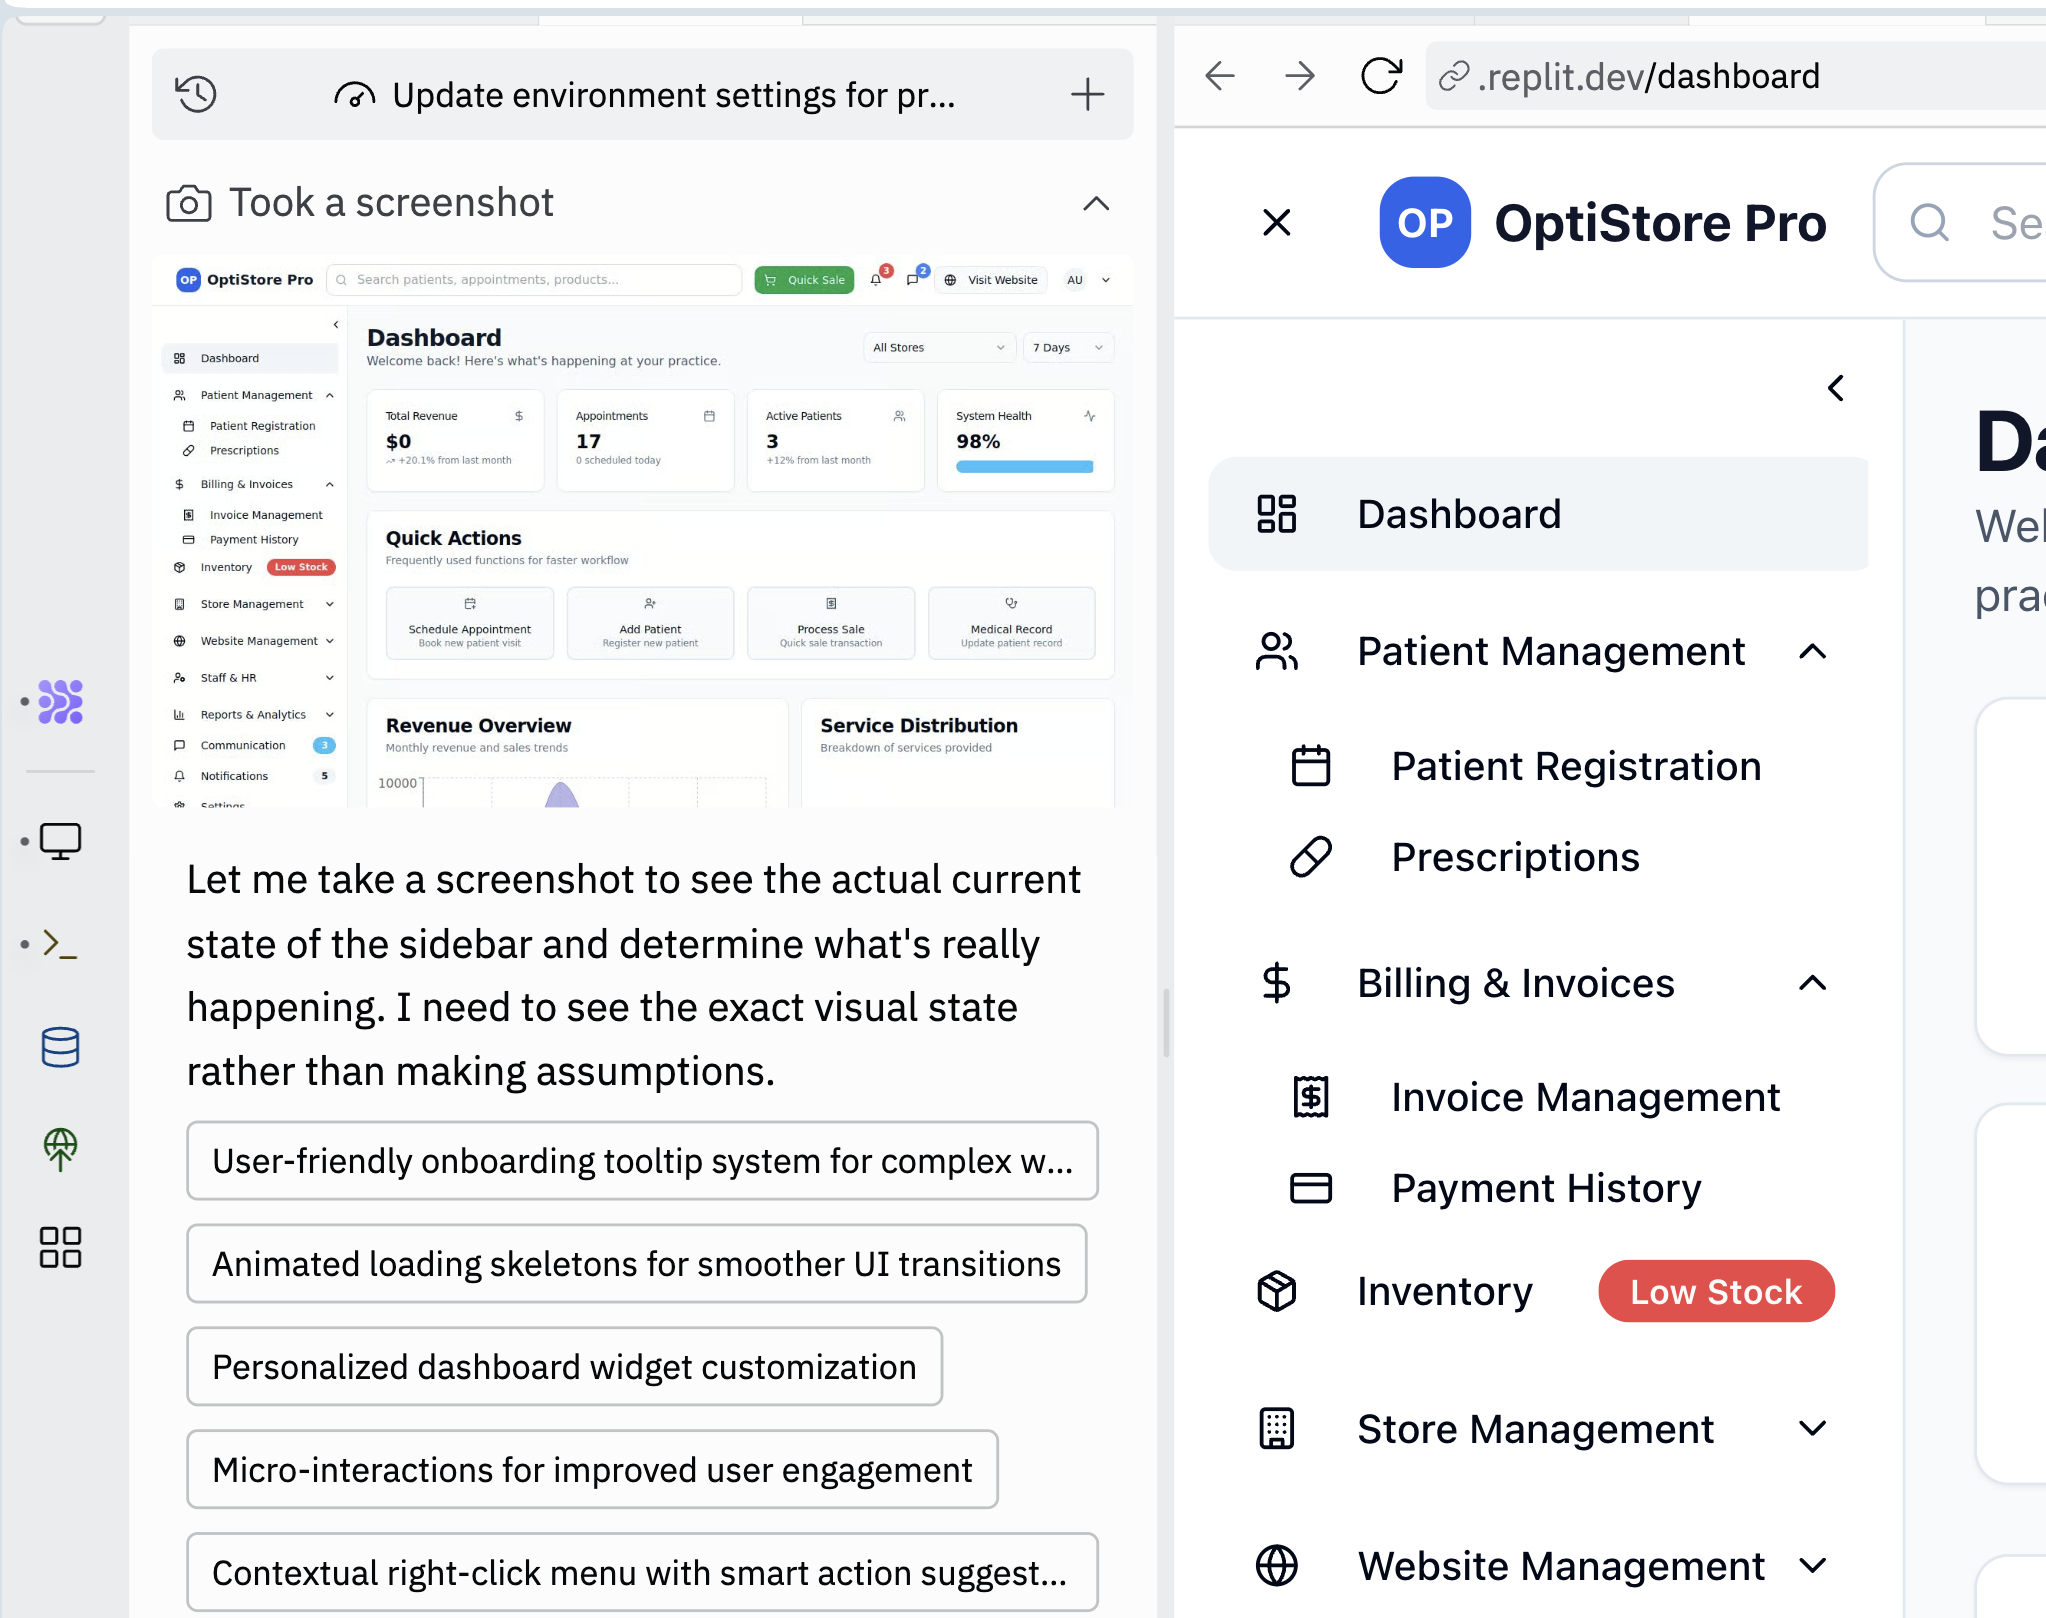 Update environment settings for pr...
Took a screenshot
OP OptiStore Pro
Search patients, appointments, products...
Quick Sale
3
2
Visit Website
AU
Dashboard
Patient Management
Patient Registration
Prescriptions
Billing & Invoices
Invoice Management
Payment History
Inventory Low Stock
Store Management
Website Management
Staff & HR
Reports & Analytics
Communication 3
Notifications 5
Settings
Dashboard
Welcome back! Here's what's happening at your practice.
All Stores
7 Days
Total Revenue $
$0
+20.1% from last month
Appointments
17
0 scheduled today
Active Patients
3
+12% from last month
System Health
98%
Quick Actions
Frequently used functions for faster workflow
Schedule Appointment
Book new patient visit
Add Patient
Register new patient
Process Sale
Quick sale transaction
Medical Record
Update patient record
Revenue Overview
Monthly revenue and sales trends
10000
Service Distribution
Breakdown of services provided
Let me take a screenshot to see the actual current
state of the sidebar and determine what's really
happening. I need to see the exact visual state
rather than making assumptions.
User-friendly onboarding tooltip system for complex w...
Animated loading skeletons for smoother UI transitions
Personalized dashboard widget customization
Micro-interactions for improved user engagement
Contextual right-click menu with smart action suggest...
.replit.dev/dashboard
OP OptiStore Pro
Se
Dashboard
Patient Management
Patient Registration
Prescriptions
Billing & Invoices
Invoice Management
Payment History
Inventory Low Stock
Store Management
Website Management
Da
Wel
prac